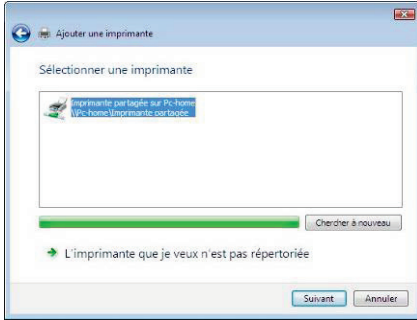 Ajouter une imprimante
Sélectionner une imprimante
Imprimante partagée sur Pc-home
\\Pc-home\Imprimante partagée
Chercher à nouveau
L'imprimante que je veux n'est pas répertoriée
Suivant
Annuler